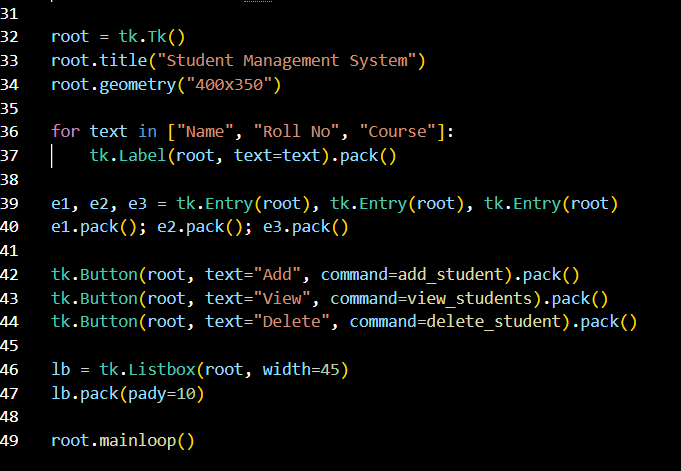 31
32 root = tk.Tk()
33 root.title("Student Management System")
34 root.geometry("400x350")
35
36 for text in ["Name", "Roll No", "Course"]:
37     tk.Label(root, text=text).pack()
38
39 e1, e2, e3 = tk.Entry(root), tk.Entry(root), tk.Entry(root)
40 e1.pack(); e2.pack(); e3.pack()
41
42 tk.Button(root, text="Add", command=add_student).pack()
43 tk.Button(root, text="View", command=view_students).pack()
44 tk.Button(root, text="Delete", command=delete_student).pack()
45
46 lb = tk.Listbox(root, width=45)
47 lb.pack(pady=10)
48
49 root.mainloop()